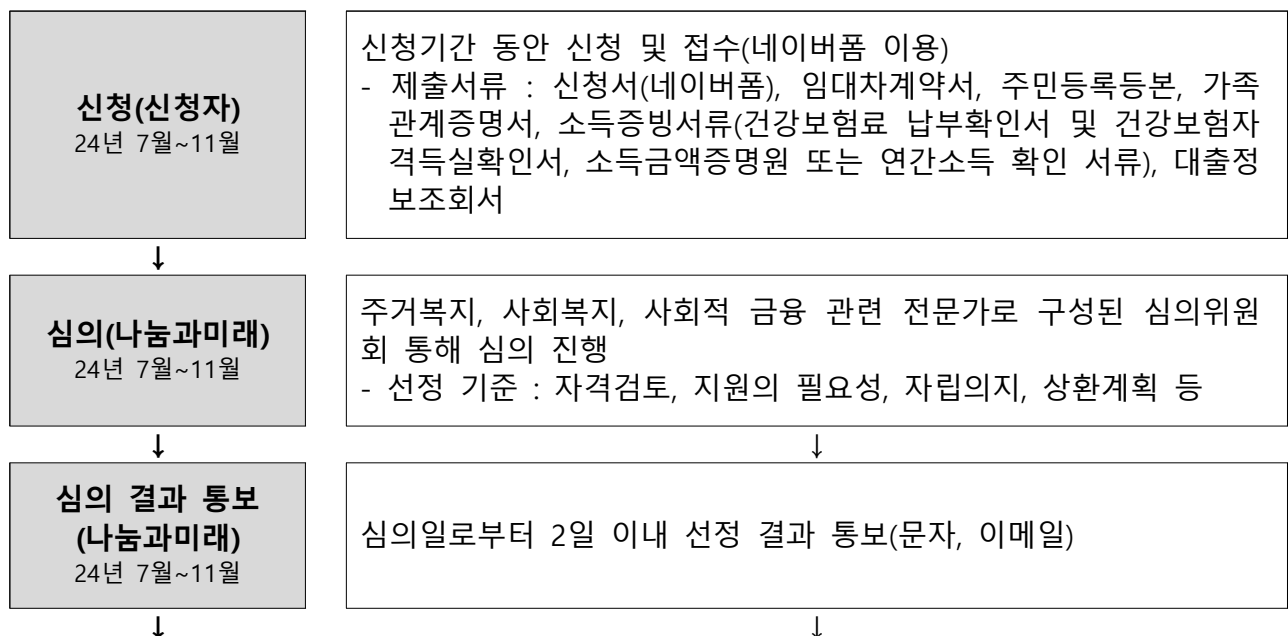 신청(신청자)
24년 7월~11월
신청기간 동안 신청 및 접수(네이버폼 이용)
- 제출서류 : 신청서(네이버폼), 임대차계약서, 주민등록등본, 가족
관계증명서, 소득증빙서류(건강보험료 납부확인서 및 건강보험자
격득실확인서, 소득금액증명원 또는 연간소득 확인 서류), 대출정
보조회서
↓
심의(나눔과미래)
24년 7월~11월
주거복지, 사회복지, 사회적 금융 관련 전문가로 구성된 심의위원
회 통해 심의 진행
- 선정 기준 : 자격검토, 지원의 필요성, 자립의지, 상환계획 등
↓ ↓
심의 결과 통보
(나눔과미래)
24년 7월~11월
심의일로부터 2일 이내 선정 결과 통보(문자, 이메일)
↓ ↓